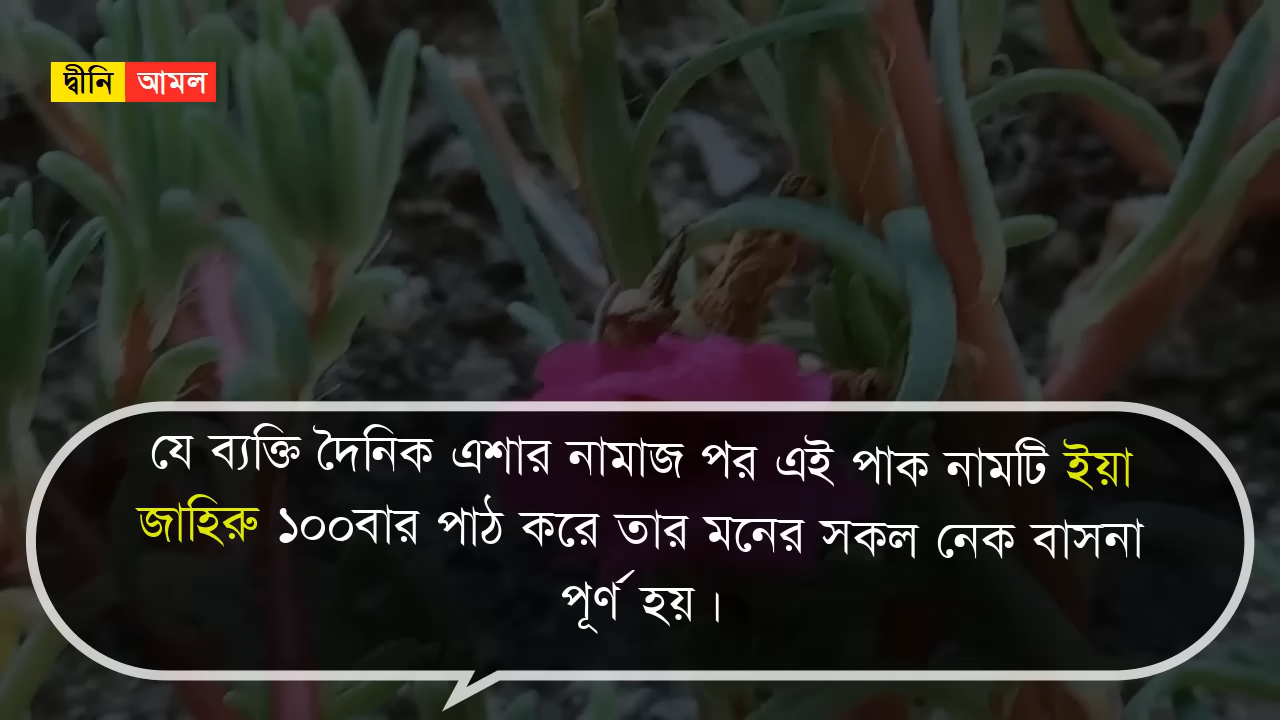 দ্বীনি আমল
যে ব্যক্তি দৈনিক এশার নামাজ পর এই পাক নামটি ইয়া
জাহিরু ১০০বার পাঠ করে তার মনের সকল নেক বাসনা
পূর্ণ হয়।